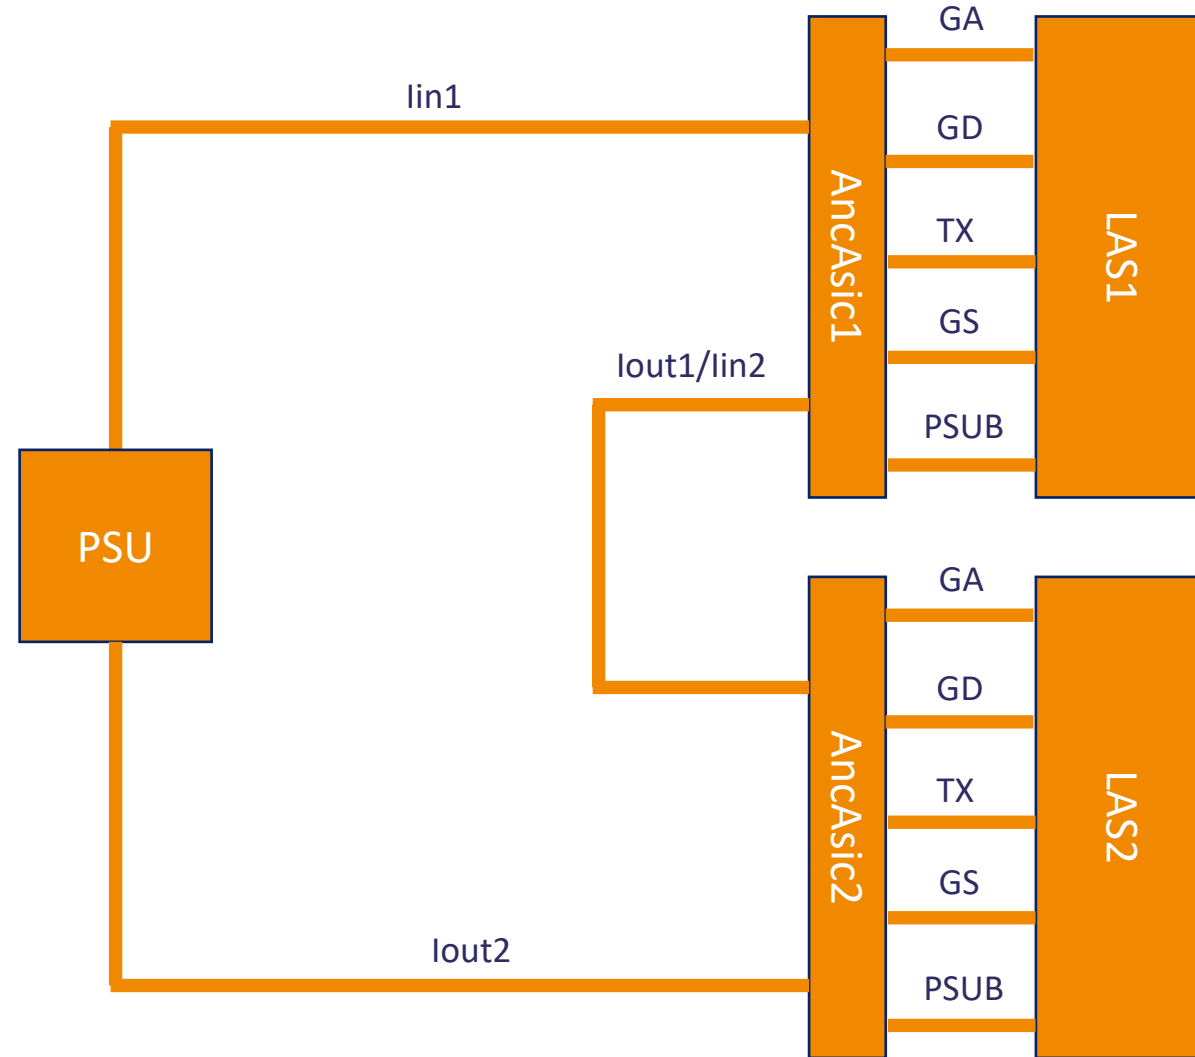 GA
Iin1
GD
AncAsic1
TX
LAS1
GS
Iout1/Iin2
PSUB
PSU
GA
GD
AncAsic2
TX
LAS2
GS
Iout2
PSUB